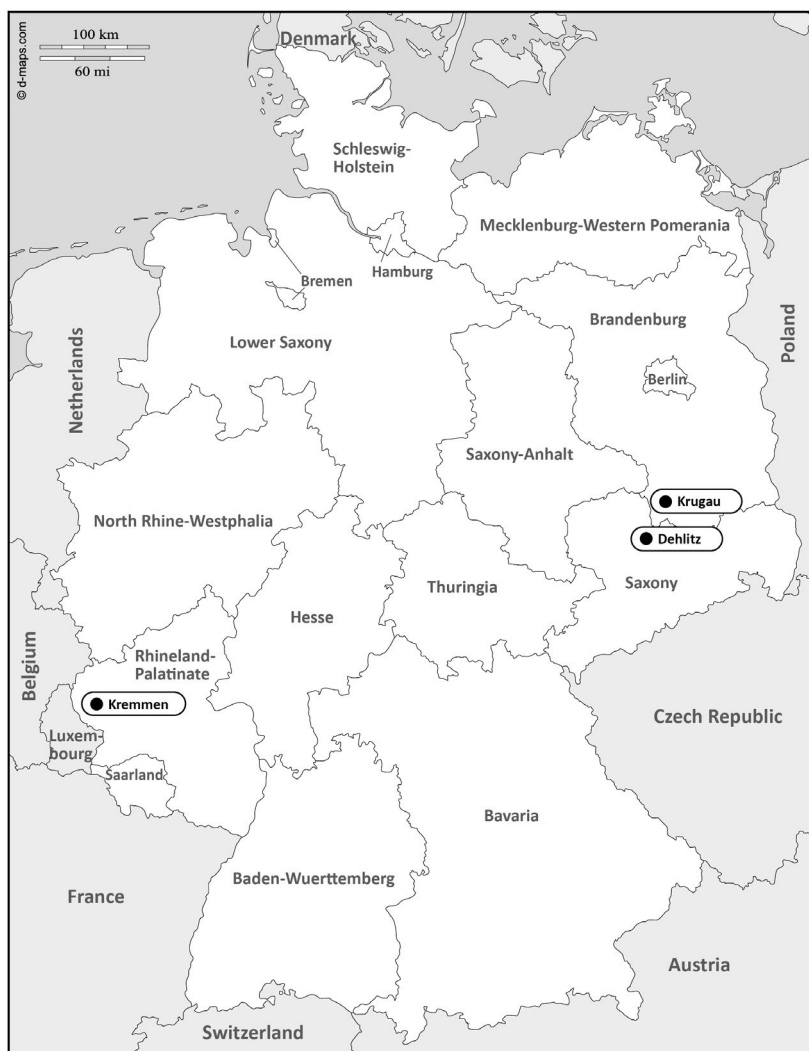 100 km
60 mi
© d-maps.com
Denmark
Schleswig-
Holstein
Mecklenburg-Western Pomerania
Hamburg
Bremen
Brandenburg
Lower Saxony
Berlin
Netherlands
Poland
Saxony-Anhalt
Krugau
North Rhine-Westphalia
Dehlitz
Thuringia
Saxony
Hesse
Belgium
Rhineland-
Palatinate
Kremmen
Czech Republic
Luxem-
bourg
Saarland
Bavaria
Baden-Wuerttemberg
France
Austria
Switzerland